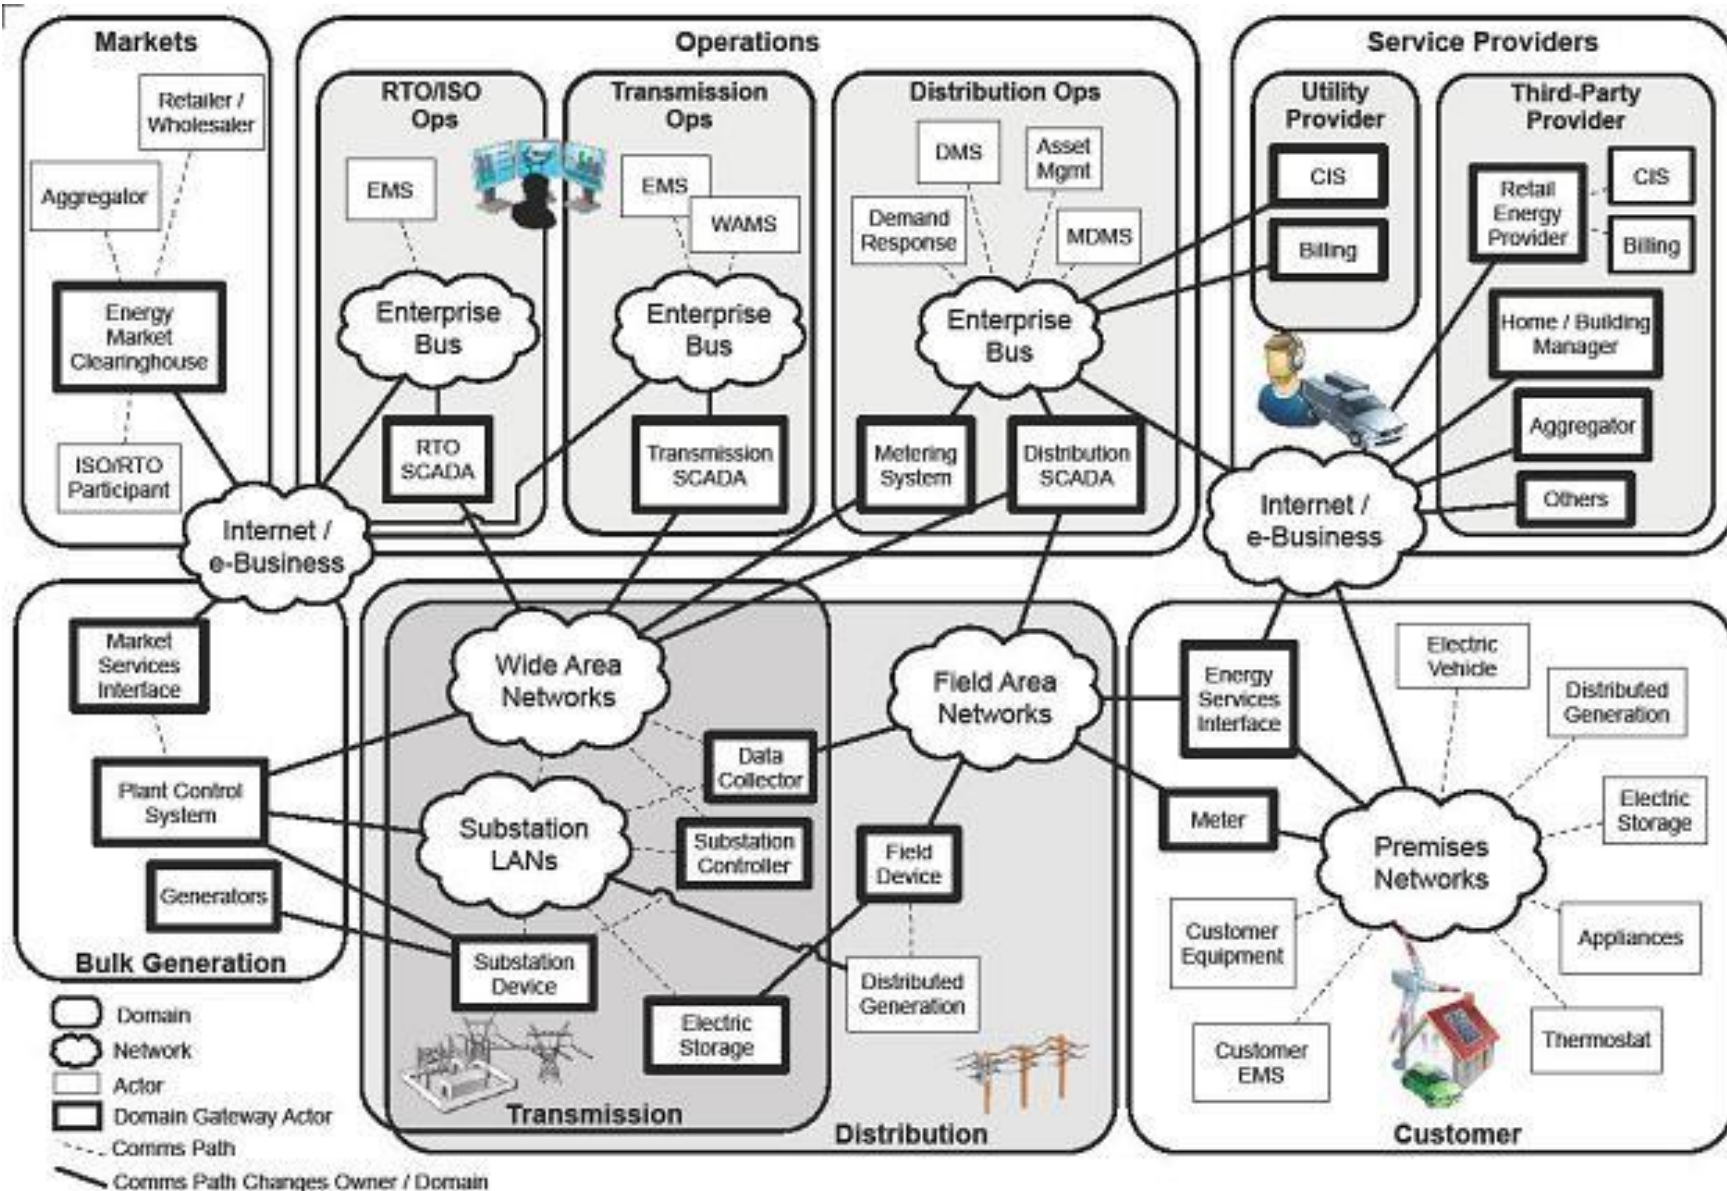 Markets
Retailer /
Wholesaler
Aggregator
Energy
Market
Clearinghouse
ISO/RTO
Participant
Operations
RTO/ISO
Ops
EMS
Enterprise
Bus
RTO
SCADA
Transmission
Ops
EMS
WAMS
Enterprise
Bus
Transmission
SCADA
Distribution Ops
DMS
Asset
Mgmt
Demand
Response
MDMS
Enterprise
Bus
Metering
System
Distribution
SCADA
Service Providers
Utility
Provider
CIS
Billing
Third-Party
Provider
Retail
Energy
Provider
CIS
Billing
Home / Building
Manager
Aggregator
Others
Internet /
e-Business
Internet /
e-Business
Market
Services
Interface
Plant Control
System
Generators
Bulk Generation
Wide Area
Networks
Substation
LANs
Data
Collector
Substation
Controller
Substation
Device
Electric
Storage
Transmission
Field Area
Networks
Field
Device
Distributed
Generation
Distribution
Energy
Services
Interface
Meter
Electric
Vehicle
Distributed
Generation
Electric
Storage
Premises
Networks
Customer
Equipment
Appliances
Customer
EMS
Thermostat
Customer
Domain
Network
Actor
Domain Gateway Actor
Comms Path
Comms Path Changes Owner / Domain